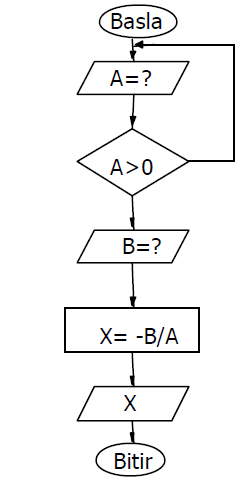 Basla
A=?
A>0
B=?
X= -B/A
X
Bitir